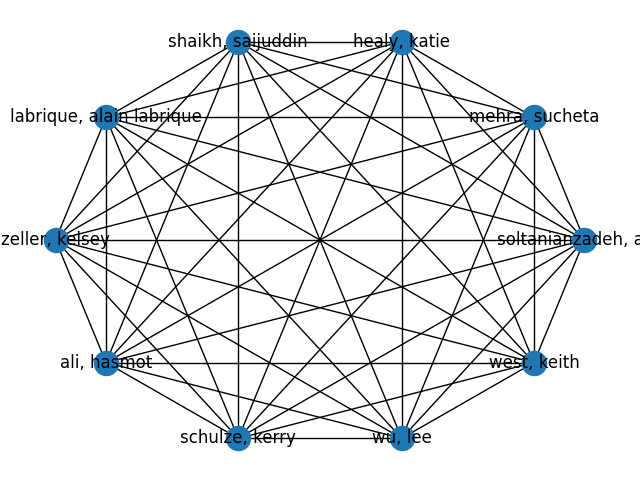 shaikh, saijuddin
healy, katie
labrique, alain labrique
mehra, sucheta
zeller, kelsey
soltanianzadeh, a
ali, hasmot
west, keith
schulze, kerry
wu, lee